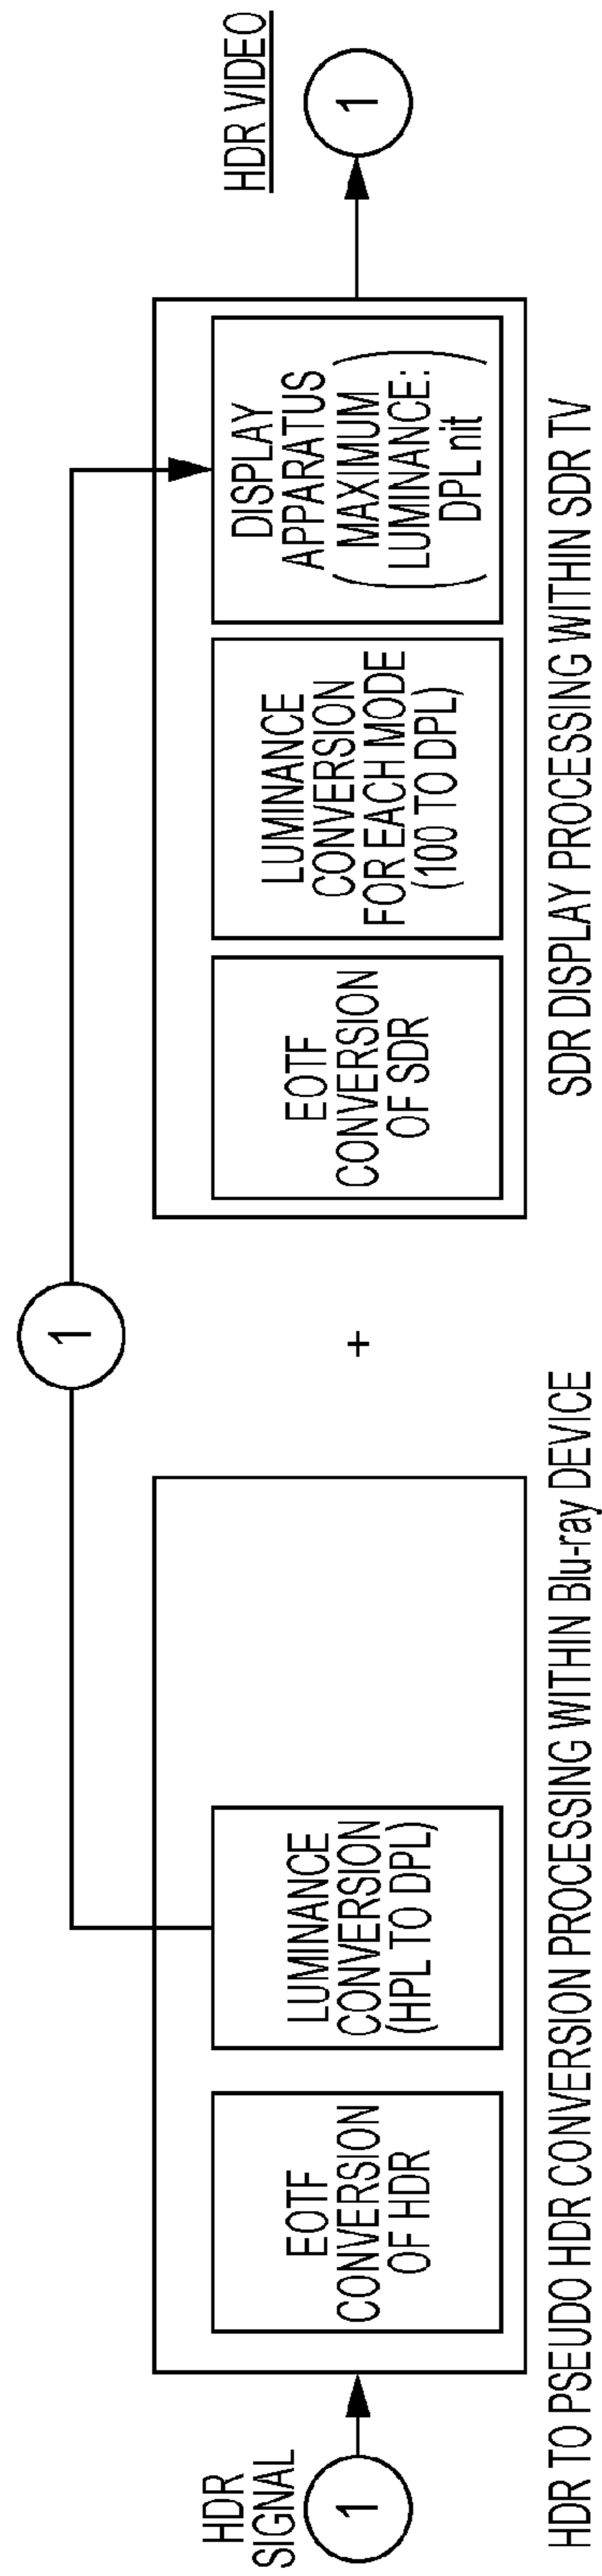 HDR
SIGNAL
1
EOTF
CONVERSION
OF HDR
LUMINANCE
CONVERSION
(HPL TO DPL)
HDR TO PSEUDO HDR CONVERSION PROCESSING WITHIN Blu-ray DEVICE
1
+
EOTF
CONVERSION
OF SDR
LUMINANCE
CONVERSION
FOR EACH MODE
(100 TO DPL)
DISPLAY
APPARATUS
(MAXIMUM
LUMINANCE:
DPL nit)
SDR DISPLAY PROCESSING WITHIN SDR TV
HDR VIDEO
1